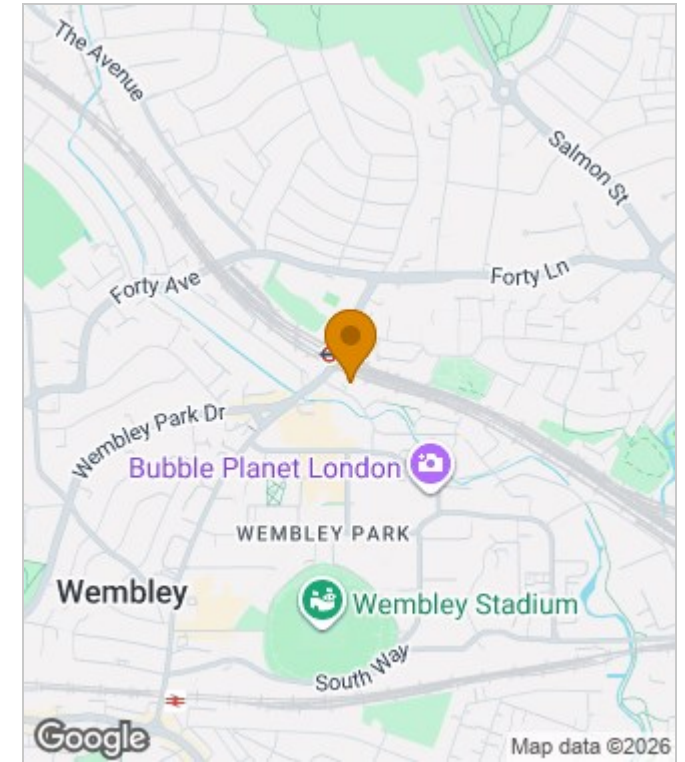 The Avenue
Salmon St
Forty Ave
Forty Ln
Wembley Park Dr
Bubble Planet London
WEMBLEY PARK
Wembley
Wembley Stadium
South Way
Google
Map data ©2026